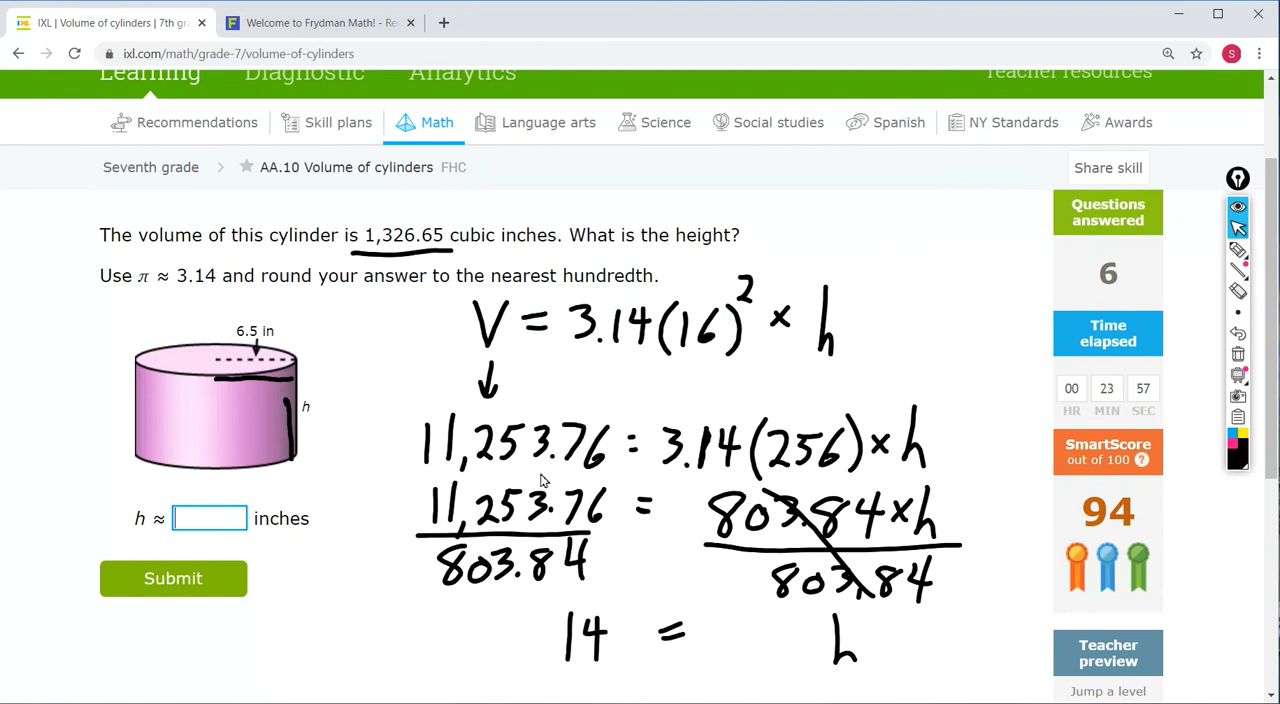 IXL | Volume of cylinders | 7th gra
Welcome to Frydman Math! - Re
ixl.com/math/grade-7/volume-of-cylinders
S
Learning Diagnostic Analytics Teacher resources
Recommendations Skill plans Math Language arts Science Social studies Spanish NY Standards Awards
Seventh grade > AA.10 Volume of cylinders FHC
Share skill
The volume of this cylinder is 1,326.65 cubic inches. What is the height?
Use π ≈ 3.14 and round your answer to the nearest hundredth.
6.5 in
h
h ≈ inches
Submit
V = 3.14(16)² × h
11,253.76 = 3.14(256) × h
11,253.76 = 803.84 × h
803.84 803.84
14 = h
Questions
answered
6
Time
elapsed
00 23 57
HR MIN SEC
SmartScore
out of 100 ?
94
Teacher
preview
Jump a level